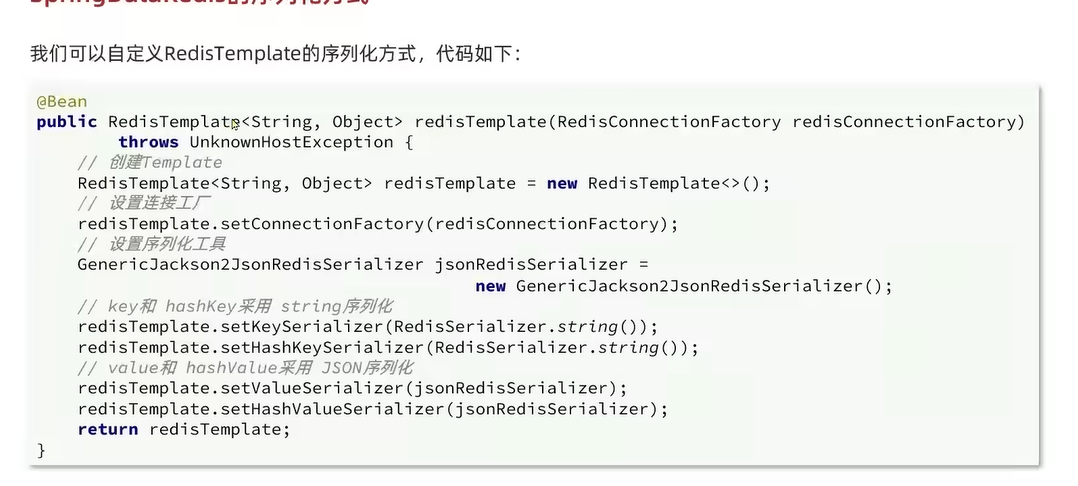 SpringDataRedis的序列化方式
我们可以自定义RedisTemplate的序列化方式，代码如下：
@Bean
public RedisTemplate<String, Object> redisTemplate(RedisConnectionFactory redisConnectionFactory)
throws UnknownHostException {
// 创建Template
RedisTemplate<String, Object> redisTemplate = new RedisTemplate<>();
// 设置连接工厂
redisTemplate.setConnectionFactory(redisConnectionFactory);
// 设置序列化工具
GenericJackson2JsonRedisSerializer jsonRedisSerializer =
new GenericJackson2JsonRedisSerializer();
// key和 hashKey采用 string序列化
redisTemplate.setKeySerializer(RedisSerializer.string());
redisTemplate.setHashKeySerializer(RedisSerializer.string());
// value和 hashValue采用 JSON序列化
redisTemplate.setValueSerializer(jsonRedisSerializer);
redisTemplate.setHashValueSerializer(jsonRedisSerializer);
return redisTemplate;
}